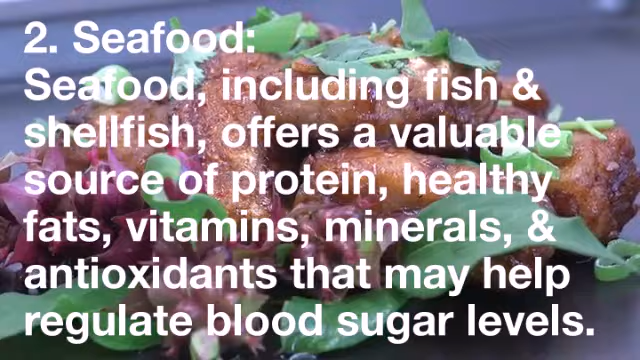 2. Seafood:
Seafood, including fish &
shellfish, offers a valuable
source of protein, healthy
fats, vitamins, minerals, &
antioxidants that may help
regulate blood sugar levels.